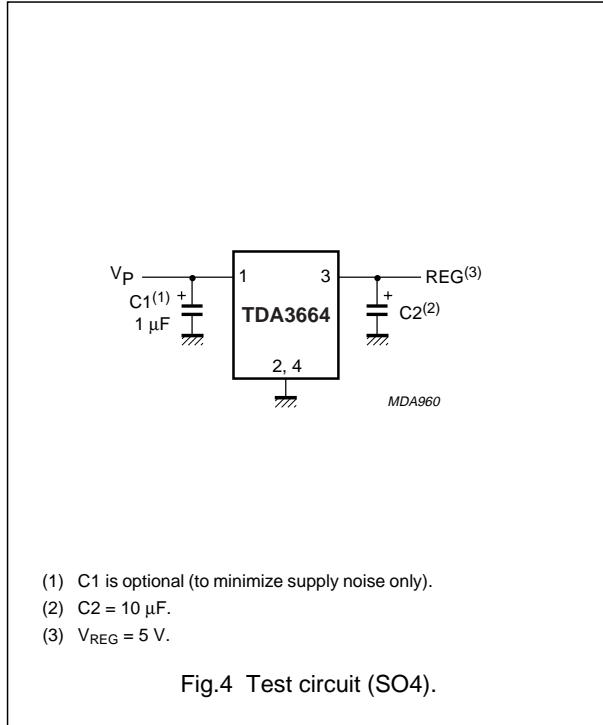 VP
1
3
REG(3)
C1(1) +
1 μF
TDA3664
+
C2(2)
2, 4
MDA960
(1) C1 is optional (to minimize supply noise only).
(2) C2 = 10 μF.
(3) VREG = 5 V.
Fig.4 Test circuit (SO4).